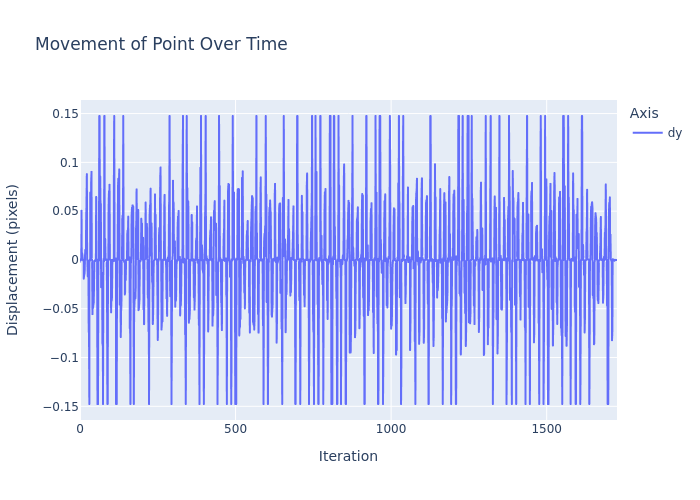 Movement of Point Over Time
Axis
dy
0.15
0.1
0.05
0
−0.05
−0.1
−0.15
Displacement (pixels)
0
500
1000
1500
Iteration